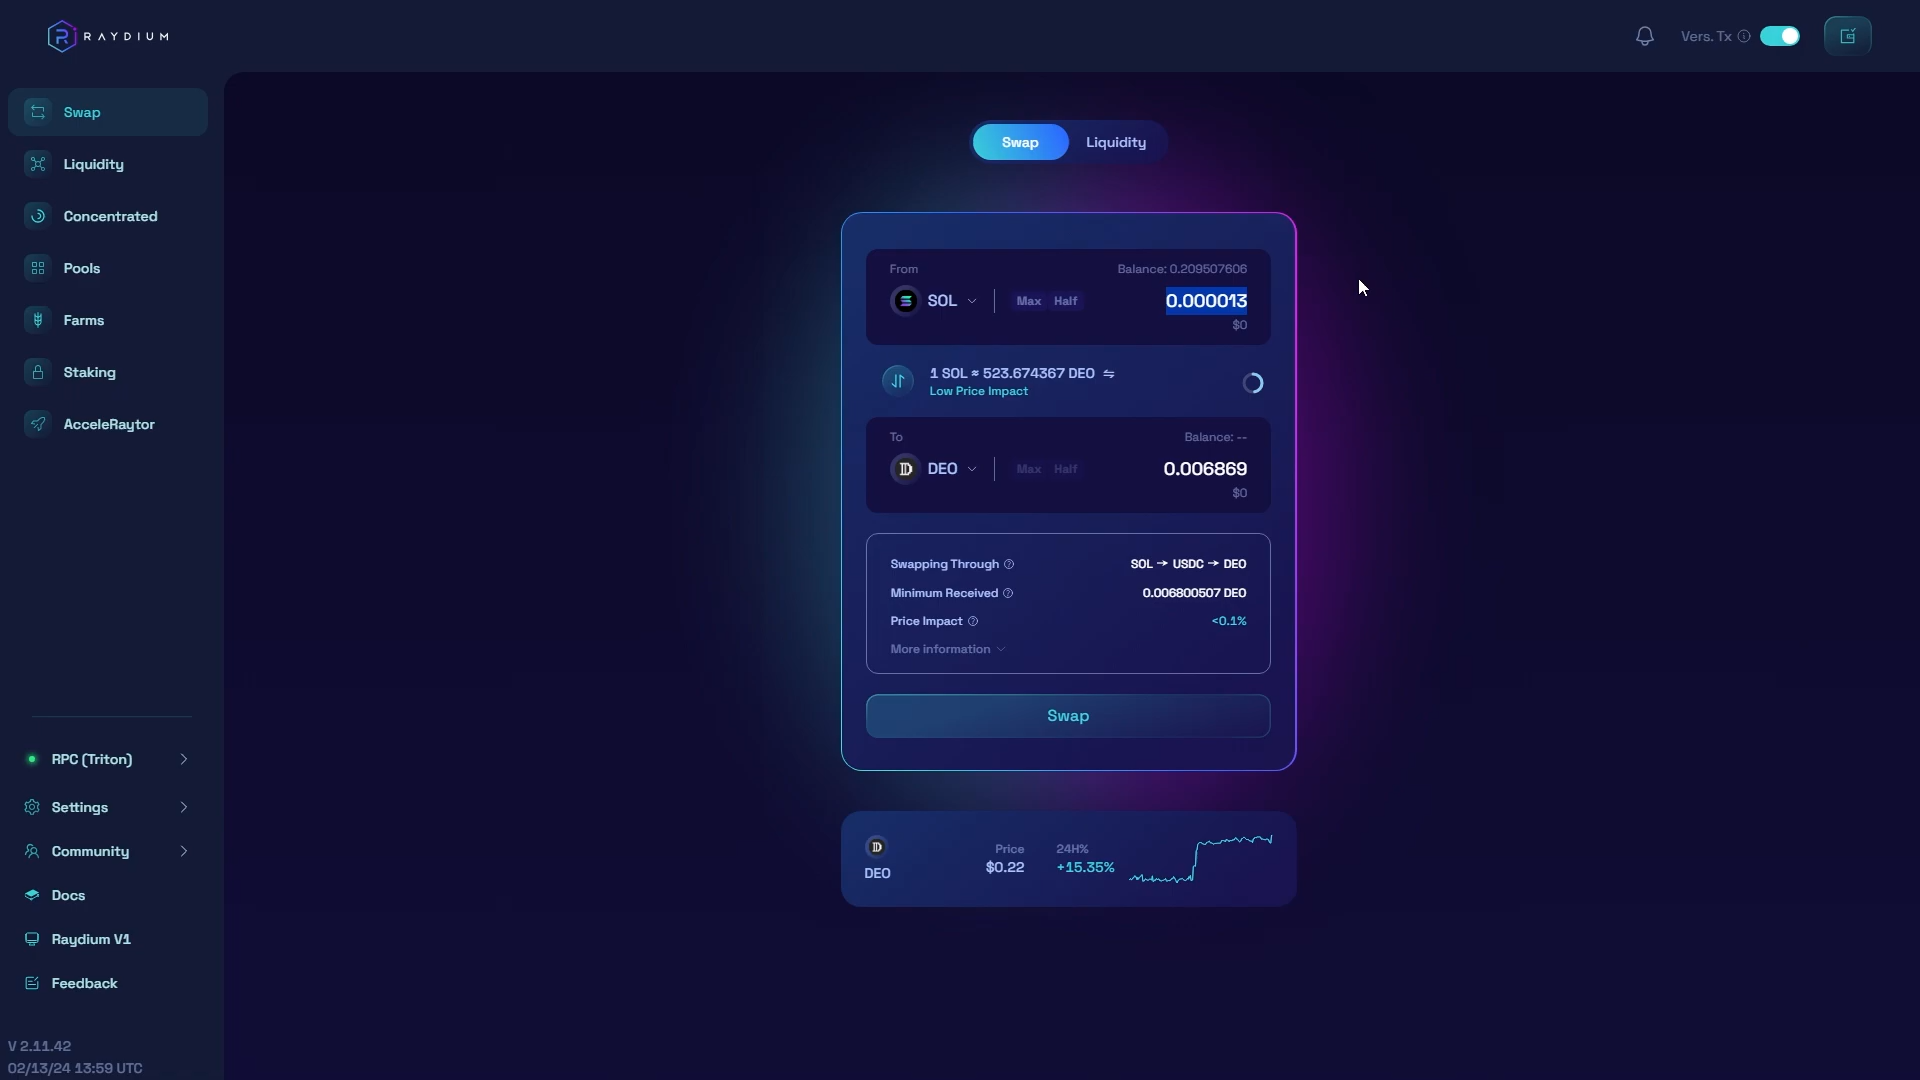 RAYDIUM
Vers. Tx
Swap
Liquidity
Concentrated
Pools
Farms
Staking
AcceleRaytor
RPC (Triton)
Settings
Community
Docs
Raydium V1
Feedback
V 2.11.42
02/13/24 13:59 UTC
Swap Liquidity
From Balance: 0.209507606
SOL Max Half 0.000013
$0
1 SOL ≈ 523.674367 DEO ⇋
Low Price Impact
To Balance: --
DEO Max Half 0.006869
$0
Swapping Through SOL → USDC → DEO
Minimum Received 0.006800507 DEO
Price Impact <0.1%
More information
Swap
Price 24H%
DEO $0.22 +15.35%